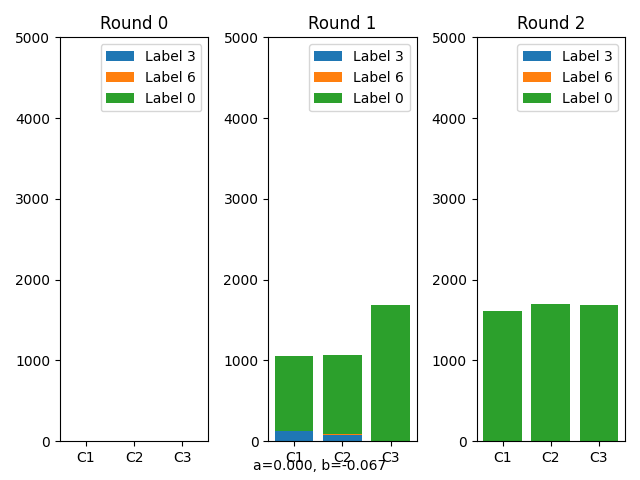 Round 0
5000
4000
3000
2000
1000
0
C1 C2 C3
Label 3
Label 6
Label 0
Round 1
5000
4000
3000
2000
1000
0
C1 C2 C3
Label 3
Label 6
Label 0
Round 2
5000
4000
3000
2000
1000
0
C1 C2 C3
Label 3
Label 6
Label 0
a=0.000, b=-0.067